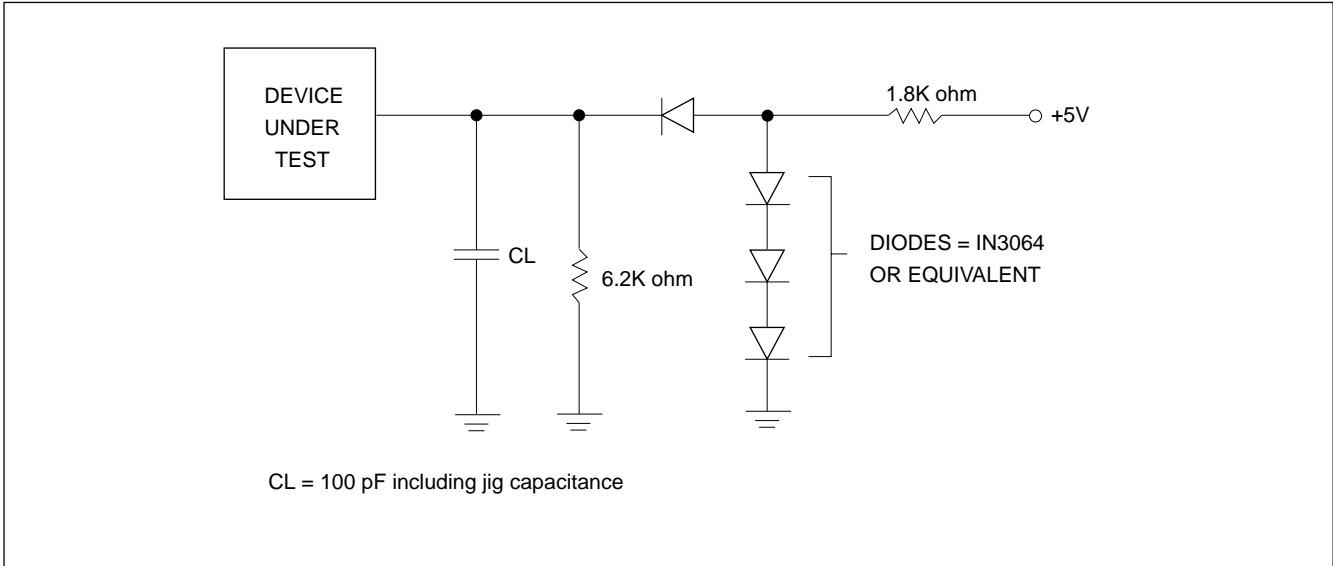 DEVICE
UNDER
TEST
1.8K ohm
+5V
CL
6.2K ohm
DIODES = IN3064
OR EQUIVALENT
CL = 100 pF including jig capacitance